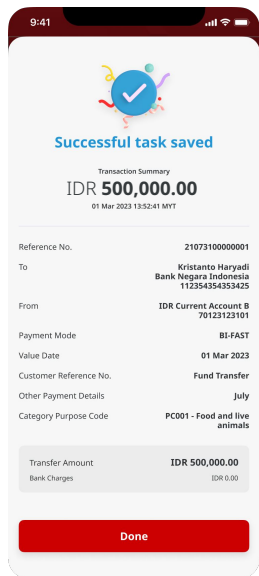 9:41
Successful task saved
Transaction Summary
IDR 500,000.00
01 Mar 2023 13:52:41 MYT
Reference No. 21073100000001
To Kristanto Haryadi
Bank Negara Indonesia
112354354353425
From IDR Current Account B
70123123101
Payment Mode BI-FAST
Value Date 01 Mar 2023
Customer Reference No. Fund Transfer
Other Payment Details July
Category Purpose Code PC001 - Food and live
animals
Transfer Amount IDR 500,000.00
Bank Charges IDR 0.00
Done